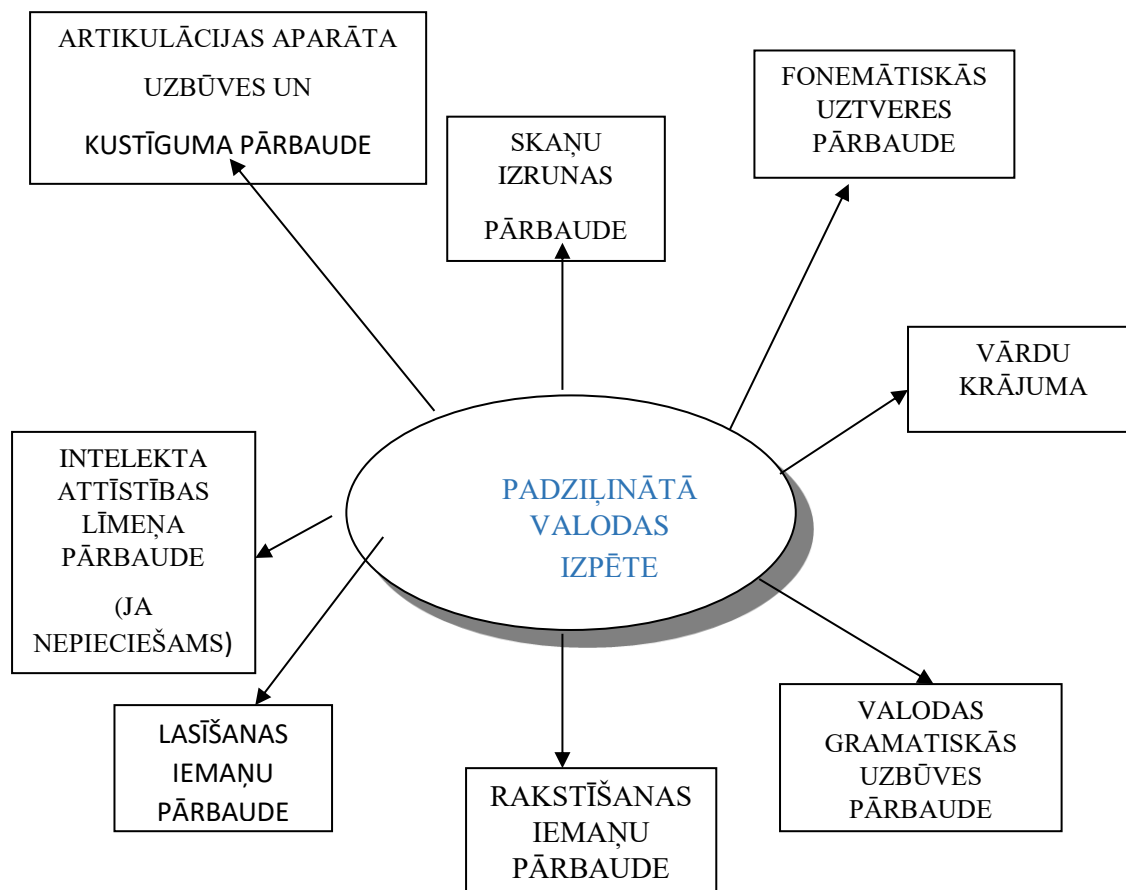 ARTIKULĀCIJAS APARĀTA
UZBŪVES UN
KUSTĪGUMA PĀRBAUDE
SKAŅU
IZRUNAS
PĀRBAUDE
FONEMĀTISKĀS
UZTVERES
PĀRBAUDE
VĀRDU
KRĀJUMA
INTELEKTA
ATTĪSTĪBAS
LĪMEŅA
PĀRBAUDE
(JA
NEPIECIEŠAMS)
PADZIĻINĀTĀ
VALODAS
IZPĒTE
LASĪŠANAS
IEMAŅU
PĀRBAUDE
RAKSTĪŠANAS
IEMAŅU
PĀRBAUDE
VALODAS
GRAMATISKĀS
UZBŪVES
PĀRBAUDE